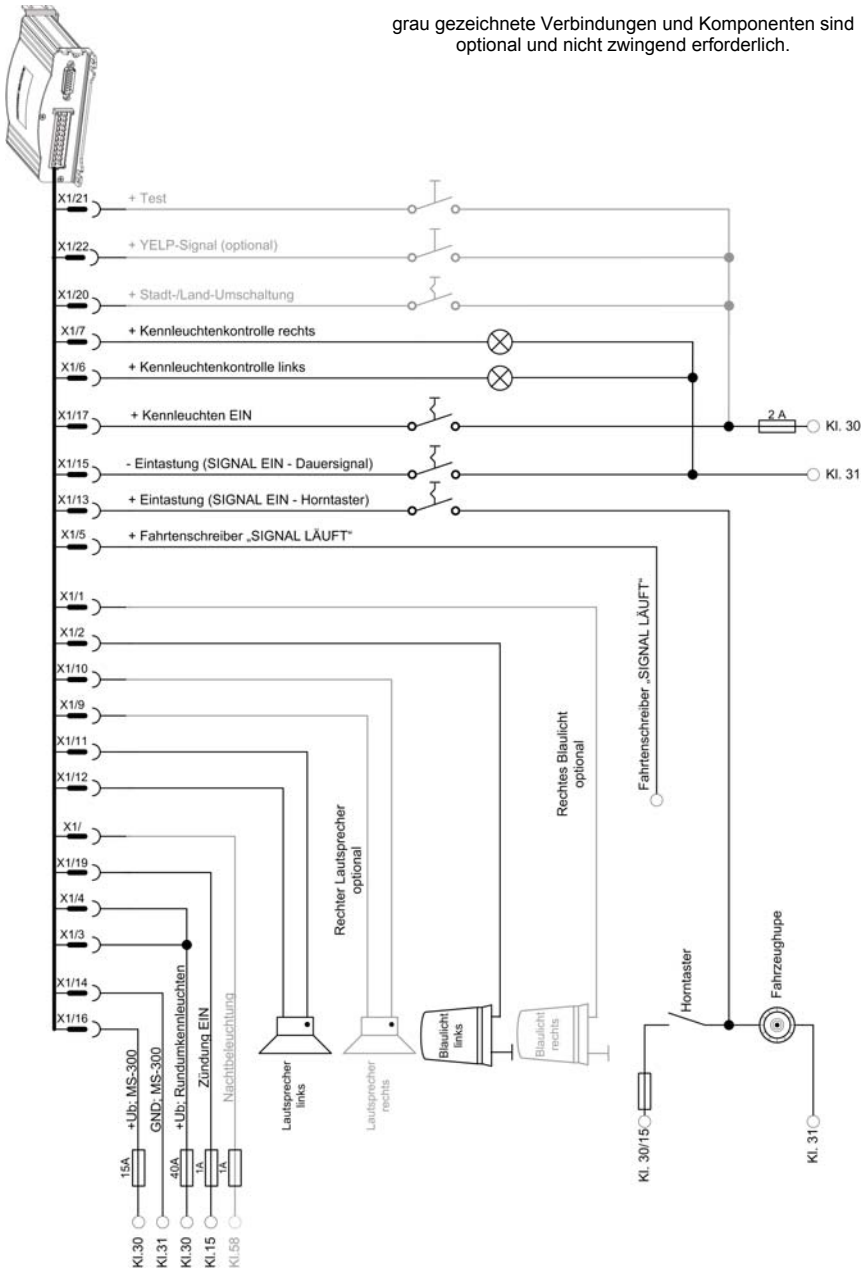 grau gezeichnete Verbindungen und Komponenten sind
optional und nicht zwingend erforderlich.
X1/21
+ Test
X1/22
+ YELP-Signal (optional)
X1/20
+ Stadt-/Land-Umschaltung
X1/7
+ Kennleuchtenkontrolle rechts
X1/6
+ Kennleuchtenkontrolle links
X1/17
+ Kennleuchten EIN
2 A
Kl. 30
X1/15
- Eintastung (SIGNAL EIN - Dauersignal)
Kl. 31
X1/13
+ Eintastung (SIGNAL EIN - Horntaster)
X1/5
+ Fahrtenschreiber „SIGNAL LÄUFT“
X1/1
X1/2
X1/10
X1/9
X1/11
X1/12
X1/
X1/19
X1/4
X1/3
X1/14
X1/16
+Ub; MS-300
GND; MS-300
+Ub; Rundumkennleuchten
Zündung EIN
Nachtbeleuchtung
15A
40A
1A
1A
Kl.30
Kl.31
Kl.30
Kl.15
Kl.58
Lautsprecher
links
Rechter Lautsprecher
optional
Lautsprecher
rechts
Blaulicht
links
Blaulicht
rechts
Rechtes Blaulicht
optional
Fahrtenschreiber „SIGNAL LÄUFT“
Horntaster
Fahrzeughupe
Kl. 30/15
Kl. 31